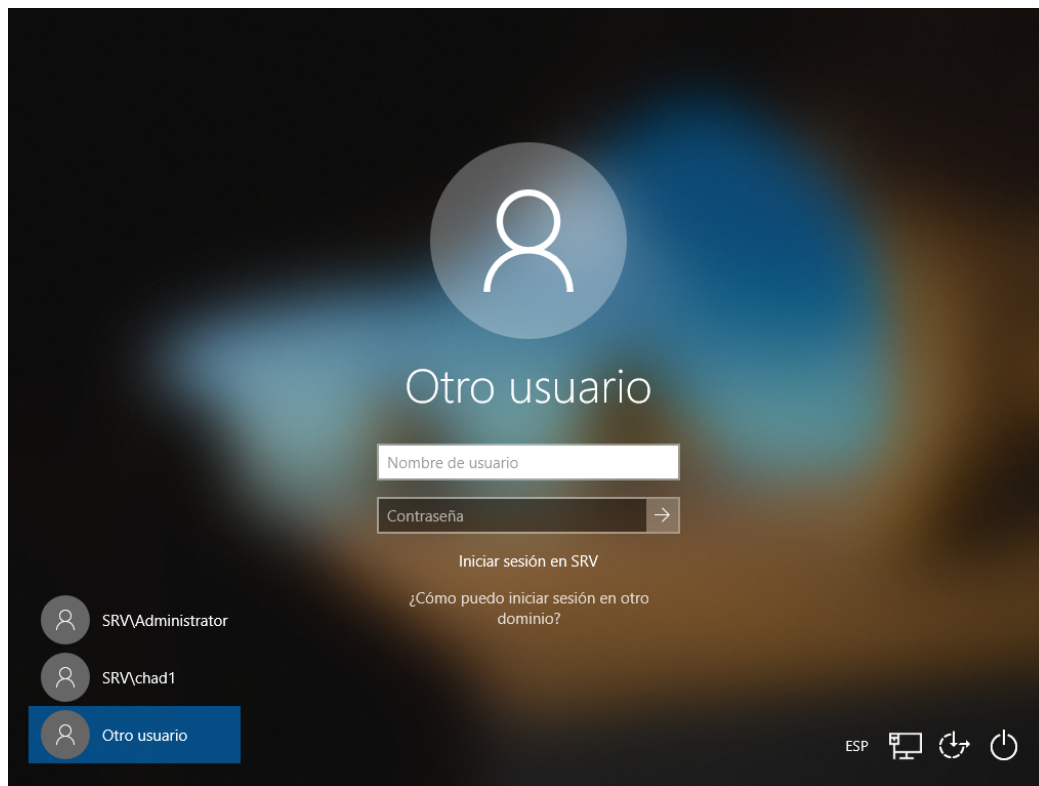 Otro usuario
Nombre de usuario
Contraseña
Iniciar sesión en SRV
¿Cómo puedo iniciar sesión en otro
dominio?
SRV\Administrator
SRV\chad1
Otro usuario
ESP